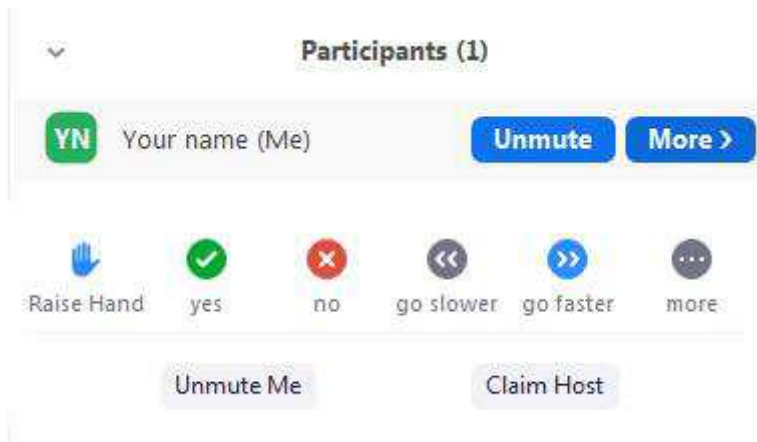 Participants (1)
YN Your name (Me) Unmute More >
Raise Hand yes no go slower go faster more
Unmute Me Claim Host